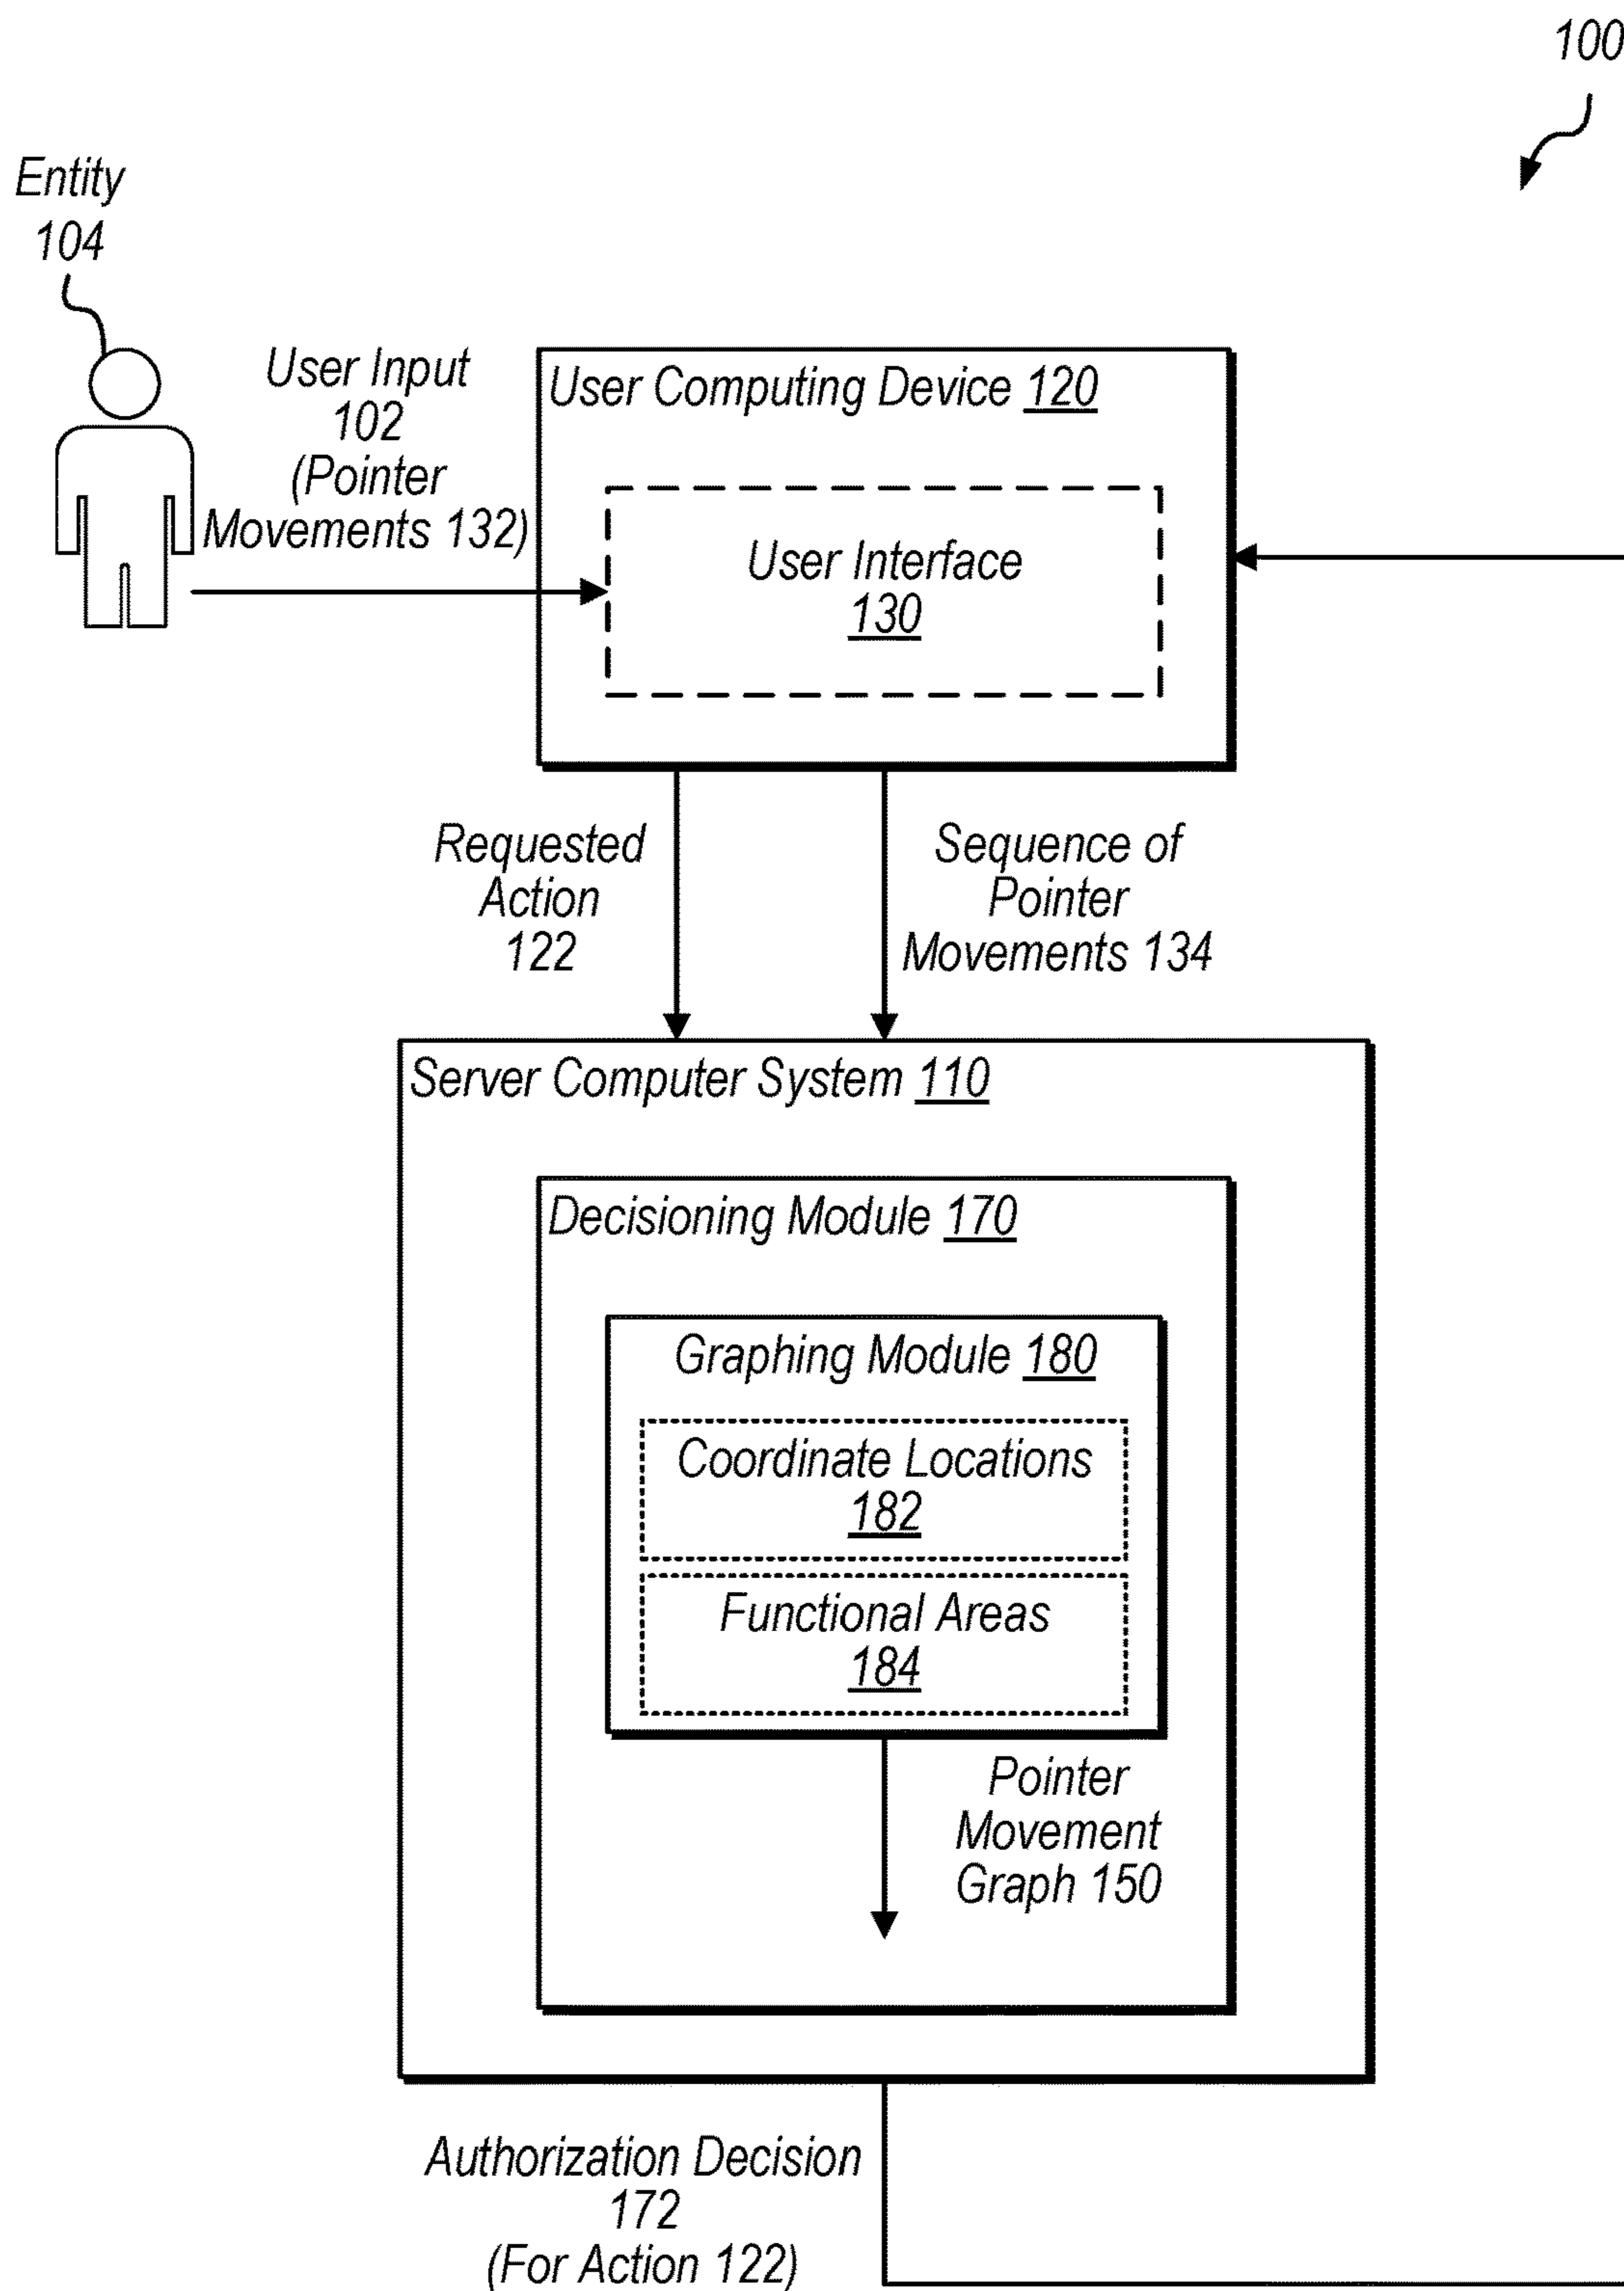 100
Entity
104
User Input
102
(Pointer
Movements 132)
User Computing Device 120
User Interface
130
Requested
Action
122
Sequence of
Pointer
Movements 134
Server Computer System 110
Decisioning Module 170
Graphing Module 180
Coordinate Locations
182
Functional Areas
184
Pointer
Movement
Graph 150
Authorization Decision
172
(For Action 122)